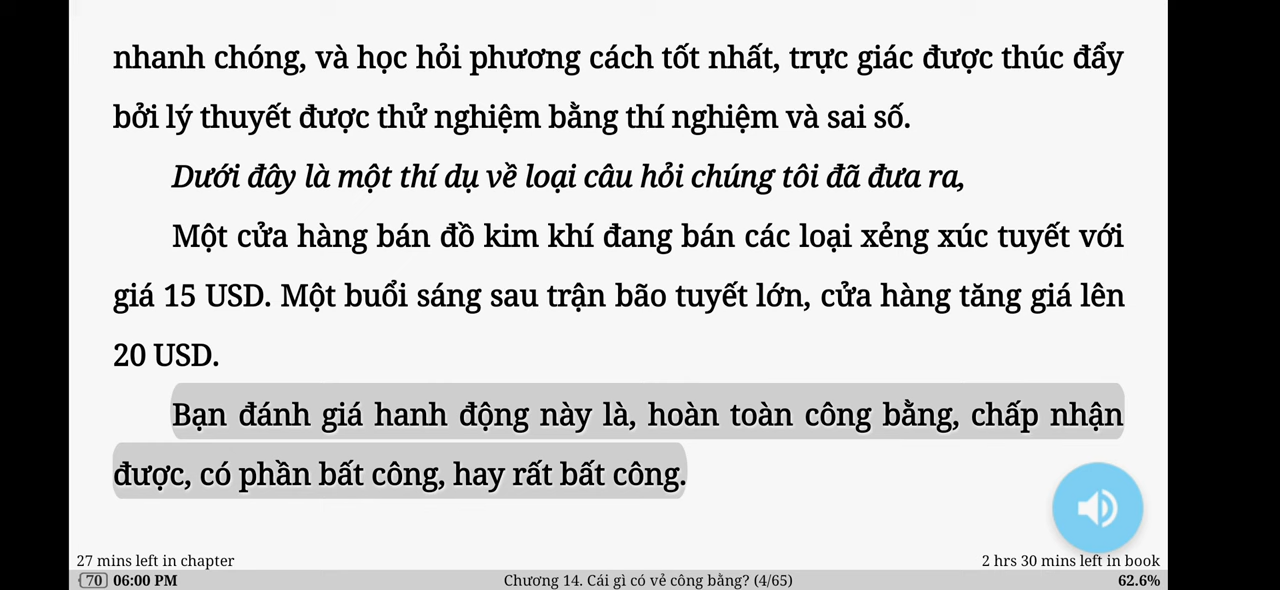 nhanh chóng, và học hỏi phương cách tốt nhất, trực giác được thúc đẩy
bởi lý thuyết được thử nghiệm bằng thí nghiệm và sai số.
Dưới đây là một thí dụ về loại câu hỏi chúng tôi đã đưa ra,
Một cửa hàng bán đồ kim khí đang bán các loại xẻng xúc tuyết với
giá 15 USD. Một buổi sáng sau trận bão tuyết lớn, cửa hàng tăng giá lên
20 USD.
Bạn đánh giá hanh động này là, hoàn toàn công bằng, chấp nhận
được, có phần bất công, hay rất bất công.
27 mins left in chapter
2 hrs 30 mins left in book
70 06:00 PM
Chương 14. Cái gì có vẻ công bằng? (4/65)
62.6%